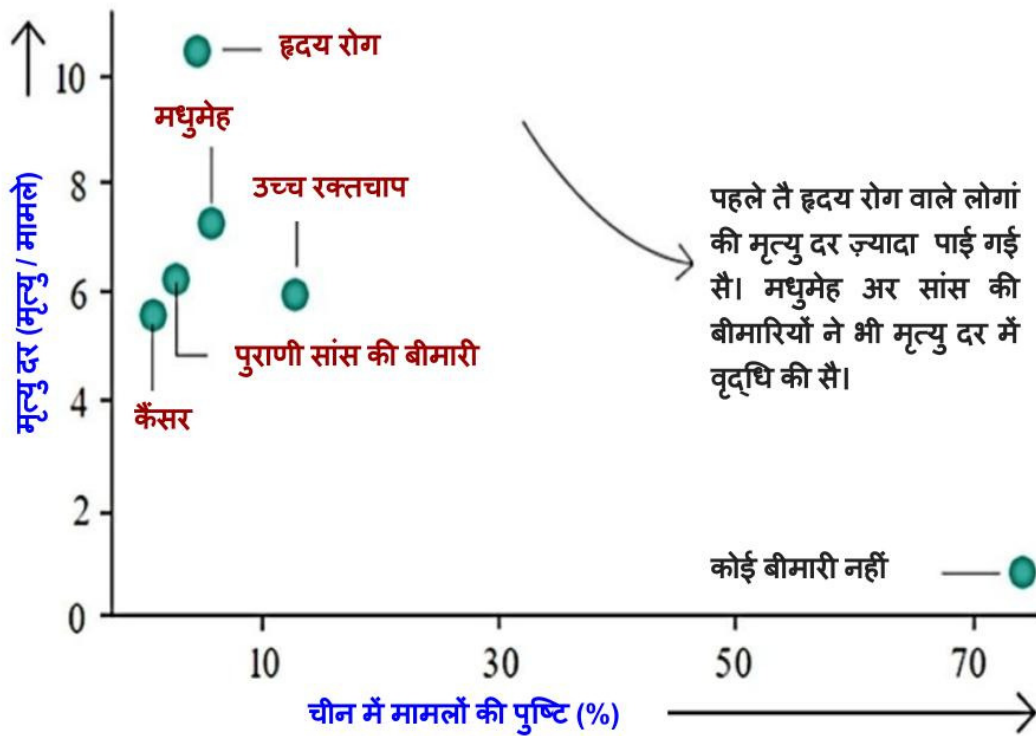 हृदय रोग
10
मधुमेह
8
उच्च रक्तचाप
पहले तै हृदय रोग वाले लोगां
की मृत्यु दर ज़्यादा पाई गई
सै। मधुमेह अर सांस की
बीमारियों ने भी मृत्यु दर में
वृद्धि की सै।
मृत्यु दर (मृत्यु / मामले)
6
पुराणी सांस की बीमारी
4
कैंसर
2
कोई बीमारी नहीं
0
10 30 50 70
चीन में मामलों की पुष्टि (%)